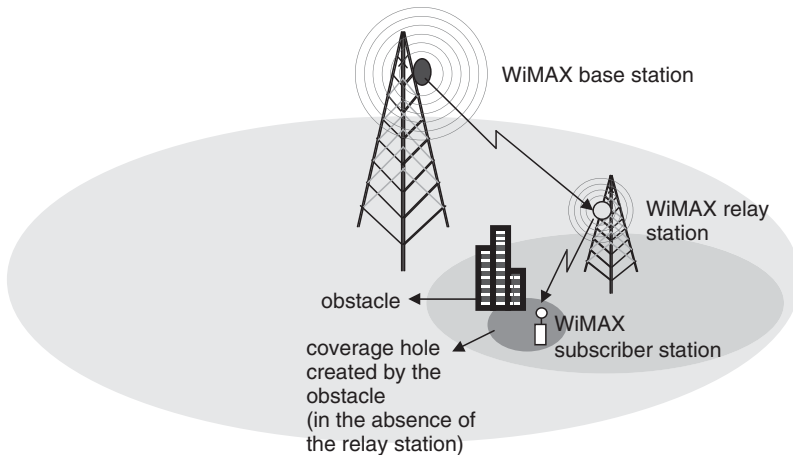 WiMAX base station
WiMAX relay
station
obstacle
WiMAX
subscriber station
coverage hole
created by the
obstacle
(in the absence of
the relay station)